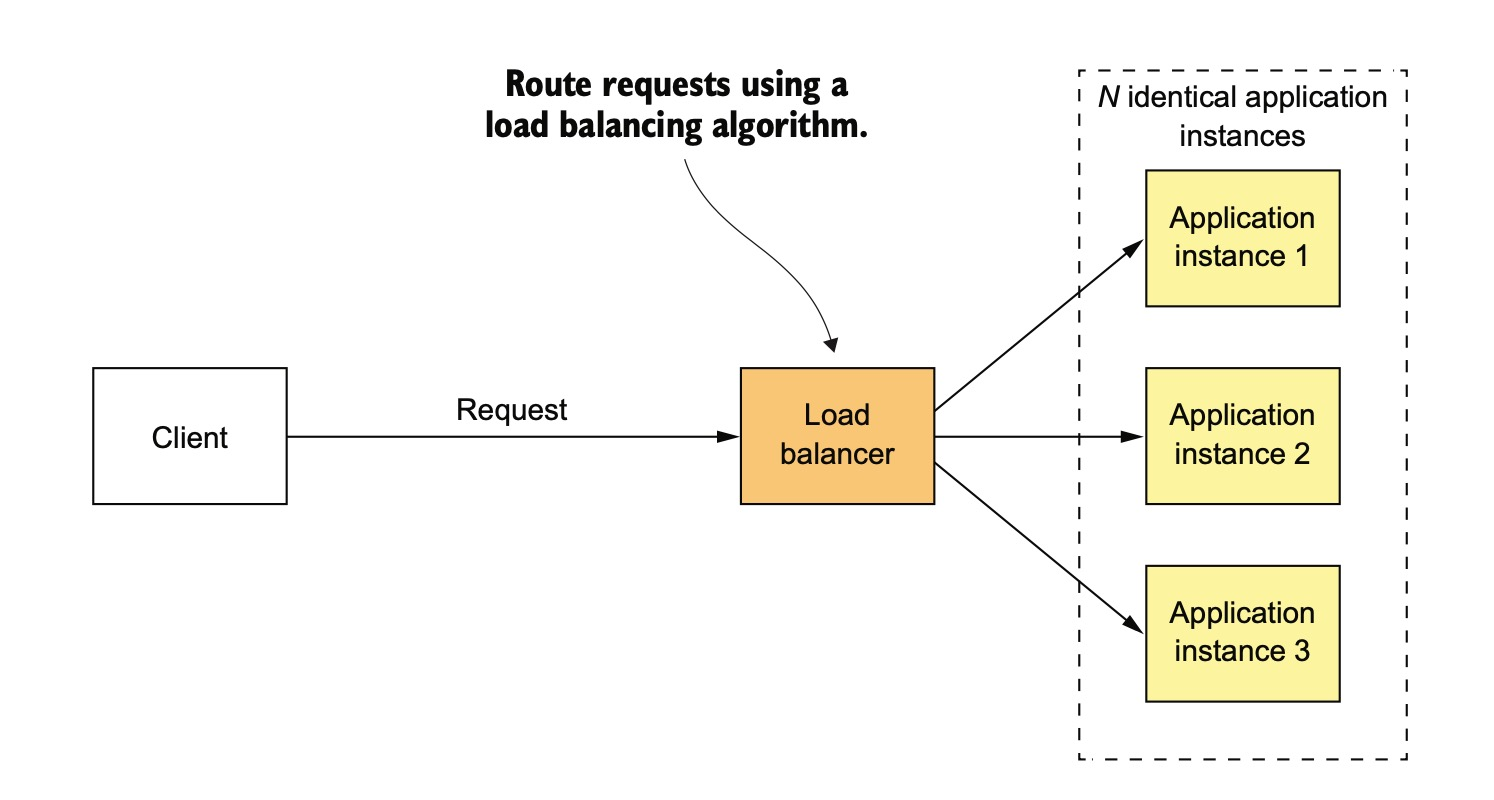 Route requests using a
load balancing algorithm.
N identical application
instances
Application
instance 1
Client
Request
Load
balancer
Application
instance 2
Application
instance 3